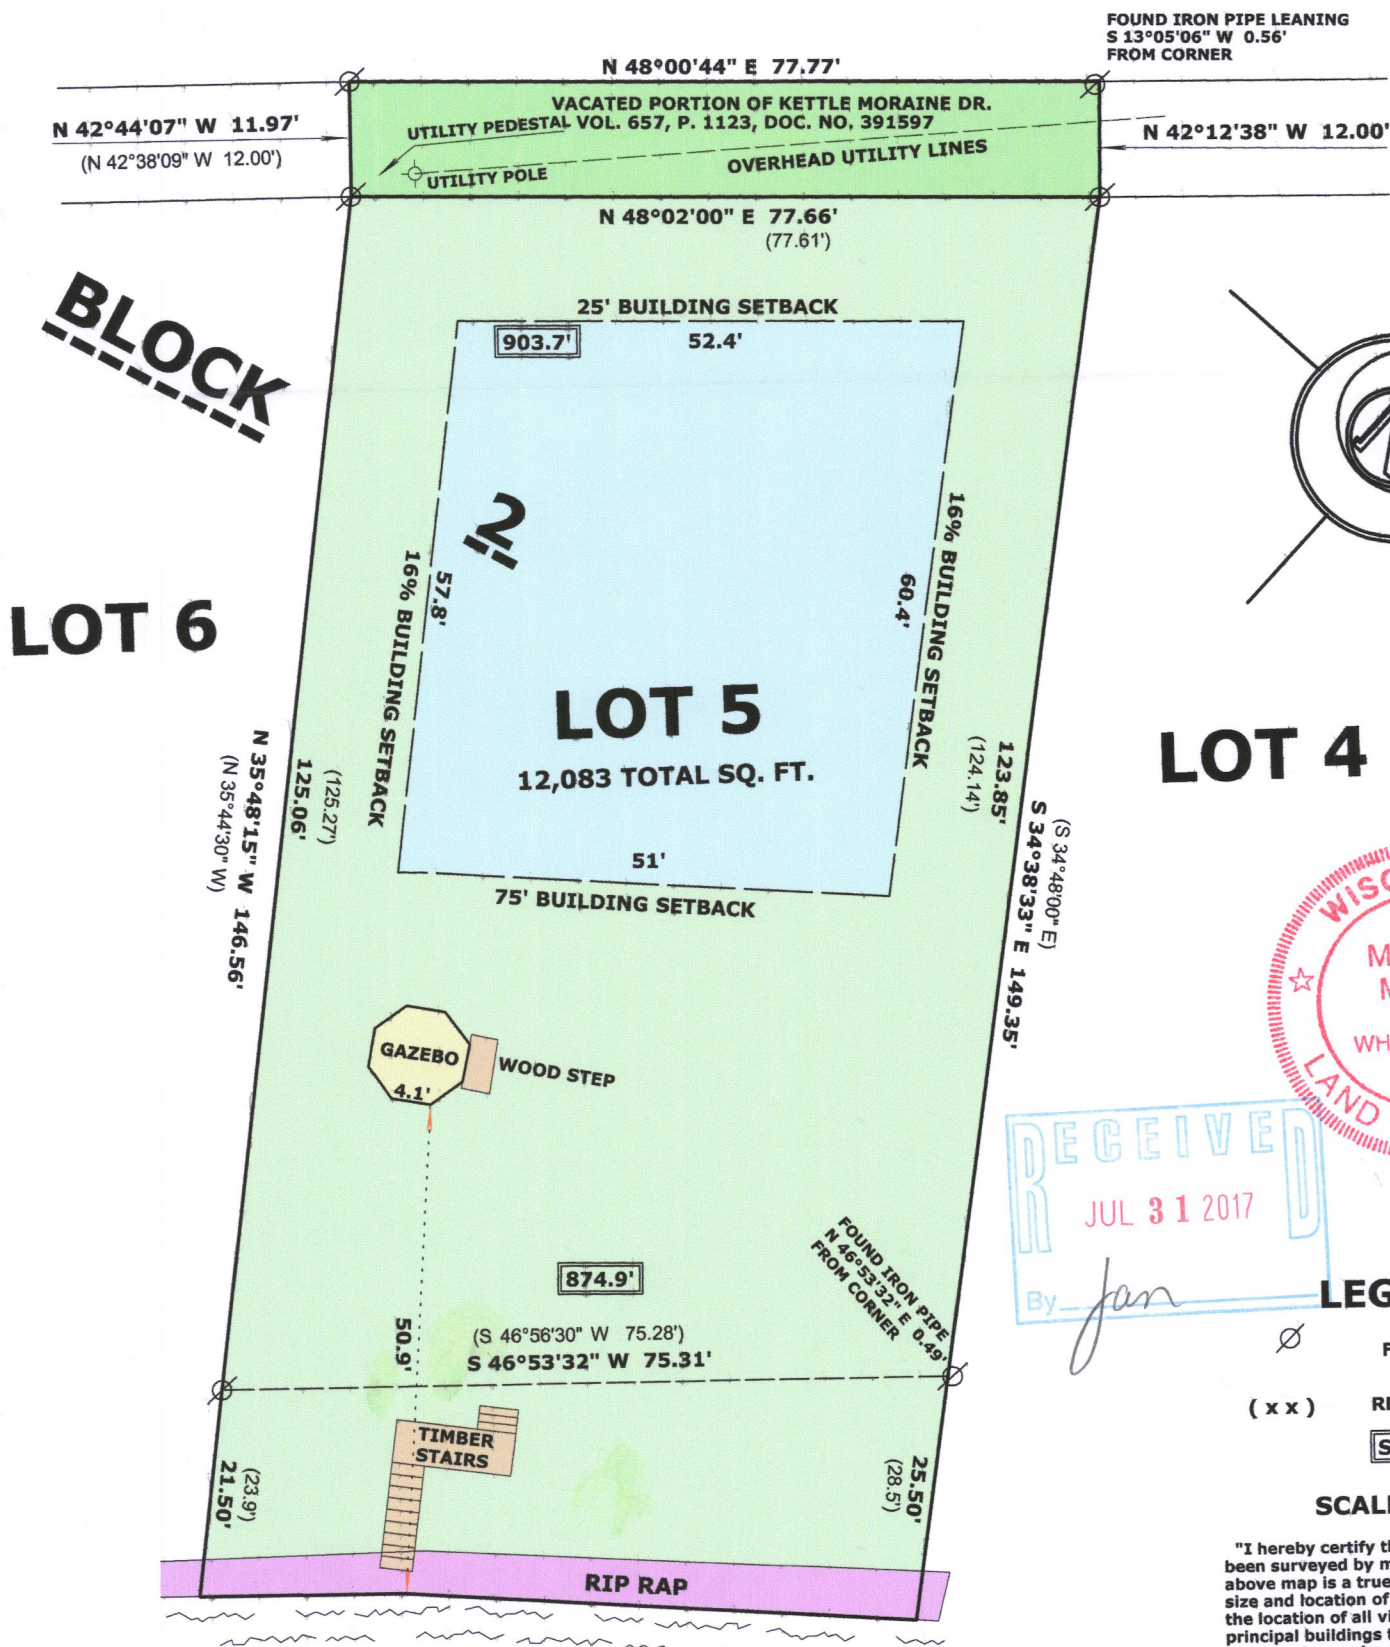 FOUND IRON PIPE LEANING
S 13°05'06" W 0.56'
FROM CORNER
N 48°00'44" E 77.77'
N 42°44'07" W 11.97'
(N 42°38'09" W 12.00')
VACATED PORTION OF KETTLE MORAINE DR.
VOL. 657, P. 1123, DOC. NO. 391597
UTILITY PEDESTAL
UTILITY POLE
OVERHEAD UTILITY LINES
N 42°12'38" W 12.00'
N 48°02'00" E 77.66'
(77.61')
BLOCK
2
25' BUILDING SETBACK
903.7'
52.4'
16% BUILDING SETBACK
57.8'
60.4'
16% BUILDING SETBACK
LOT 6
LOT 5
12,083 TOTAL SQ. FT.
LOT 4
51'
75' BUILDING SETBACK
N 35°48'15" W 146.56'
(N 35°44'30" W)
125.06'
(125.27')
123.85'
(124.14')
S 34°38'33" E 149.35'
(S 34°48'00" E)
GAZEBO
4.1'
WOOD STEP
RECEIVED
JUL 31 2017
By Jan
FOUND IRON PIPE
N 46°53'32" E 0.49'
FROM CORNER
874.9'
50.9'
(S 46°56'30" W 75.28')
S 46°53'32" W 75.31'
TIMBER
STAIRS
21.50'
(23.9')
25.50'
(28.5')
RIP RAP
WISC
M
WH
LAND
LEG
F
( x x )
RE
S
SCAL
"I hereby certify th
been surveyed by m
above map is a true
size and location of
the location of all vi
principal buildings t